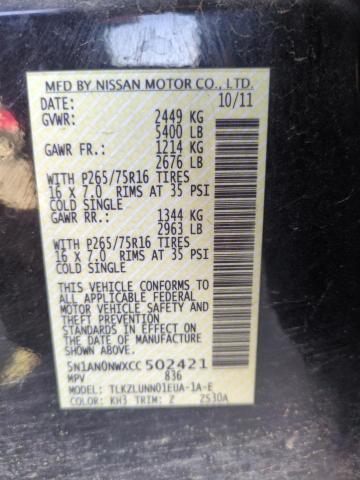 MFD BY NISSAN MOTOR CO., LTD.
DATE: 10/11
GVWR: 2449 KG
5400 LB
GAWR FR.: 1214 KG
2676 LB
WITH P265/75R16 TIRES
16 X 7.0 RIMS AT 35 PSI
COLD SINGLE
GAWR RR.: 1344 KG
2963 LB
WITH P265/75R16 TIRES
16 X 7.0 RIMS AT 35 PSI
COLD SINGLE
THIS VEHICLE CONFORMS TO
ALL APPLICABLE FEDERAL
MOTOR VEHICLE SAFETY AND
THEFT PREVENTION
STANDARDS IN EFFECT ON
THE DATE OF MANUFACTURE
SHOWN ABOVE.
5N1AN0NWXCC502421
MPV 836
MODEL: TLKZLUNN01EUA-1A-E
COLOR: KH3 TRIM: Z ZS30A